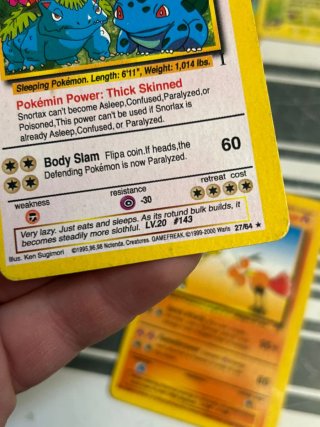 Sleeping Pokémon. Length: 6'11", Weight: 1,014 lbs.
Pokémin Power: Thick Skinned
Snortax can't become Asleep,Confused,Paralyzed,or
Poisoned,This power can't be used if Snorlax is
already Asleep,Confused, or Paralyzed.
Body Slam Flip a coin.If heads,the
Defending Pokémon is now Paralyzed.
60
weakness
resistance
-30
retreat cost
Very lazy. Just eats and sleeps. As its rotund bulk builds, it
becomes steadily more slothful. LV.20 #143
Illus. Ken Sugimori ©1995,96,98 Nctenda. Creatures. GAMEFREAK.©1999-2000 Warls 27/64 ★